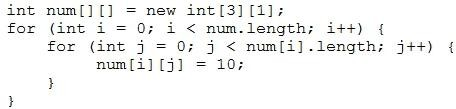 int num[][] = new int[3][1];
for (int i = 0; i < num.length; i++) {
    for (int j = 0; j < num[i].length; j++) {
        num[i][j] = 10;
    }
}